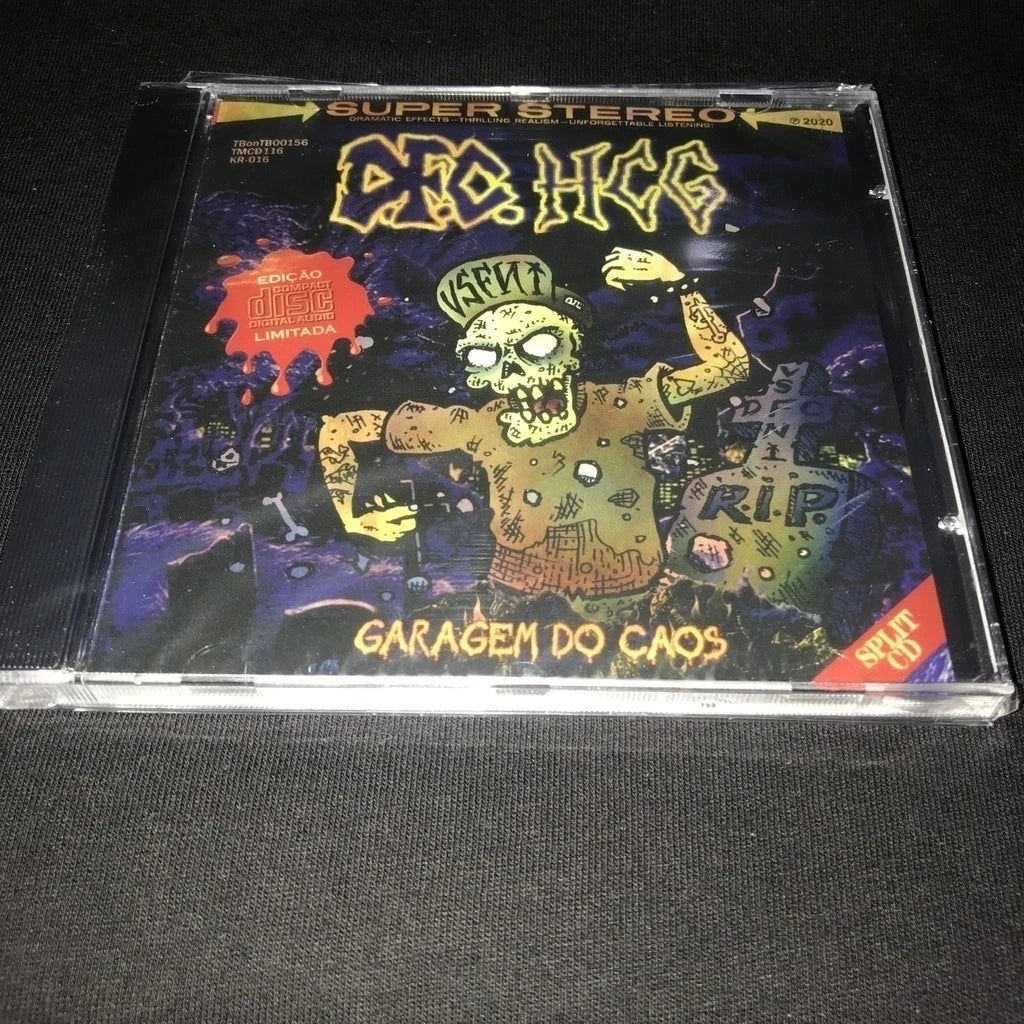 SUPER STEREO
DRAMATIC EFFECTS—THRILLING REALISM—UNFORGETTABLE LISTENING!
℗ 2020
TBonTB00156
TMCD116
KR-016
D.F.C. HCG
EDIÇÃO
COMPACT
disc
DIGITAL AUDIO
LIMITADA
DFC
R.I.P.
GARAGEM DO CAOS
SPLIT
CD